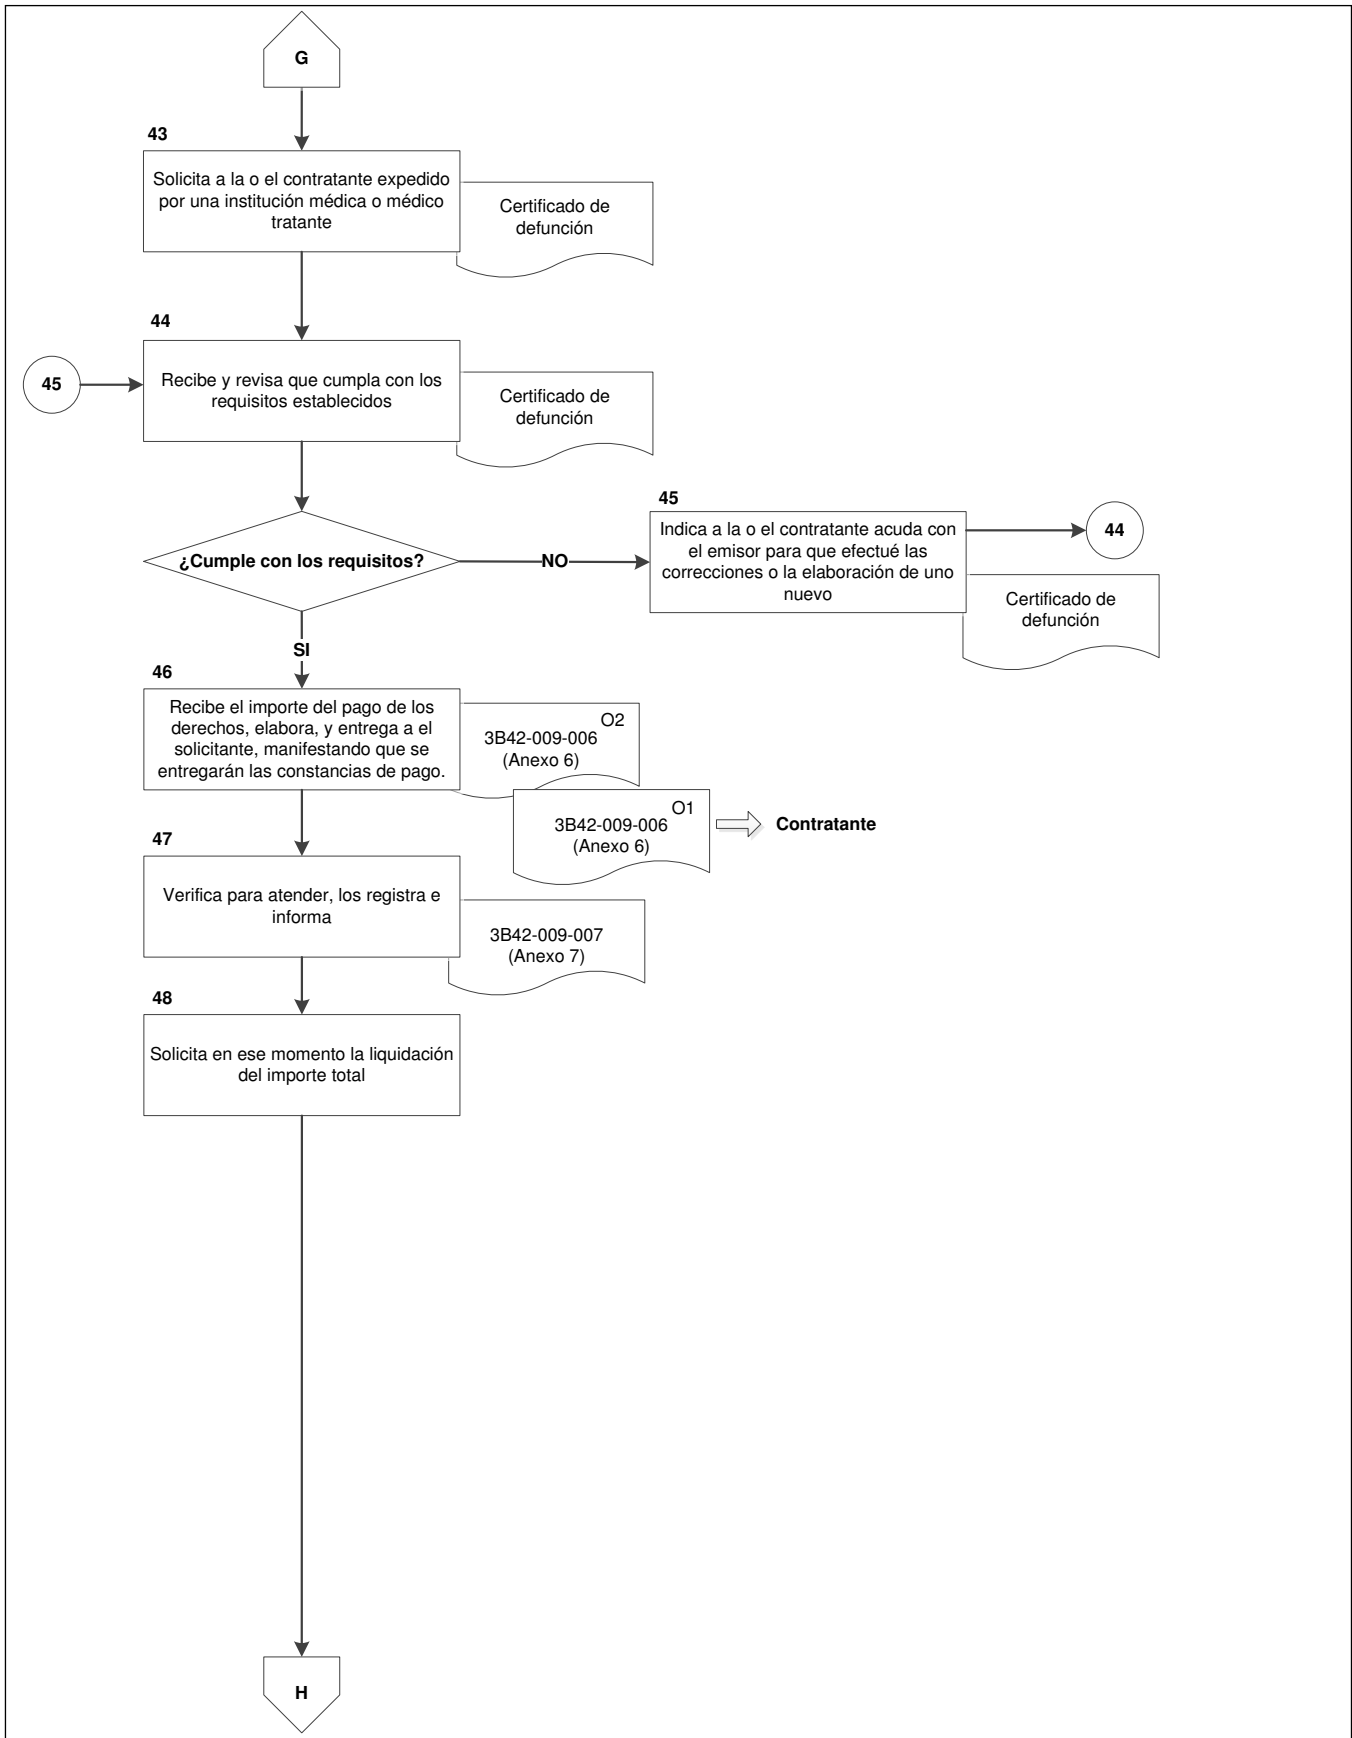 G
43
Solicita a la o el contratante expedido
por una institución médica o médico
tratante
Certificado de
defunción
44
45
Recibe y revisa que cumpla con los
requisitos establecidos
Certificado de
defunción
¿Cumple con los requisitos?
NO
45
Indica a la o el contratante acuda con
el emisor para que efectué las
correcciones o la elaboración de uno
nuevo
44
Certificado de
defunción
SI
46
Recibe el importe del pago de los
derechos, elabora, y entrega a el
solicitante, manifestando que se
entregarán las constancias de pago.
O2
3B42-009-006
(Anexo 6)
O1
3B42-009-006
(Anexo 6)
Contratante
47
Verifica para atender, los registra e
informa
3B42-009-007
(Anexo 7)
48
Solicita en ese momento la liquidación
del importe total
H